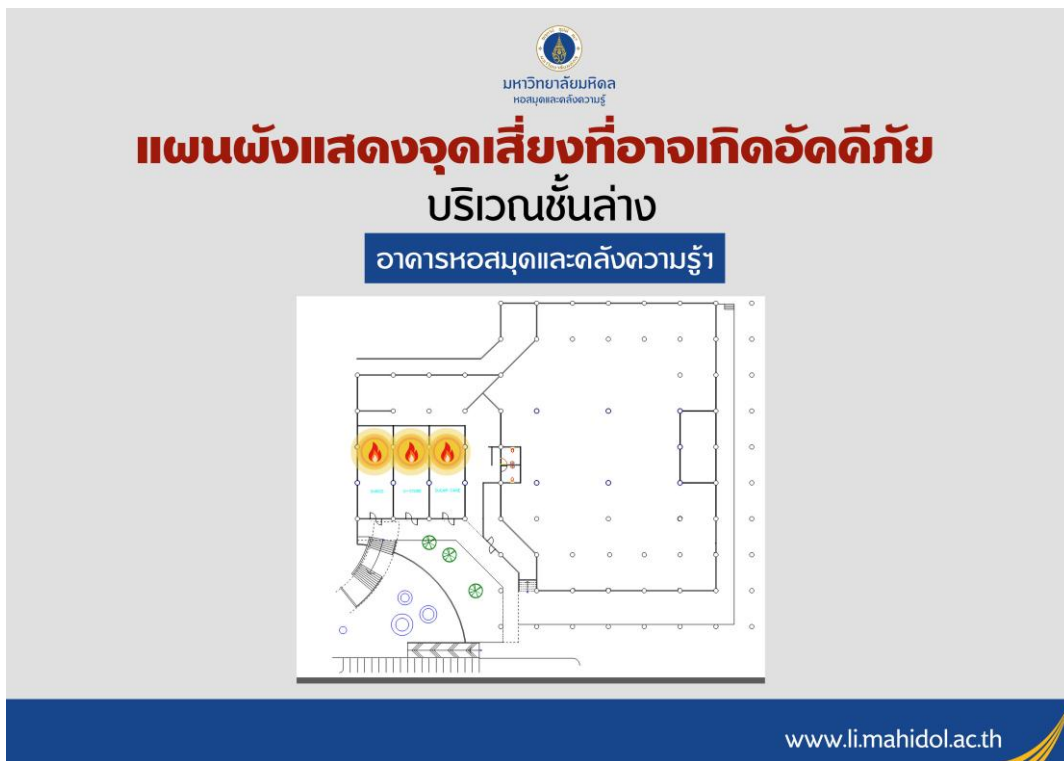 มหาวิทยาลัยมหิดล
หอสมุดและคลังความรู้
แผนผังแสดงจุดเสี่ยงที่อาจเกิดอัคคีภัย
บริเวณชั้นล่าง
อาคารหอสมุดและคลังความรู้ฯ
www.li.mahidol.ac.th